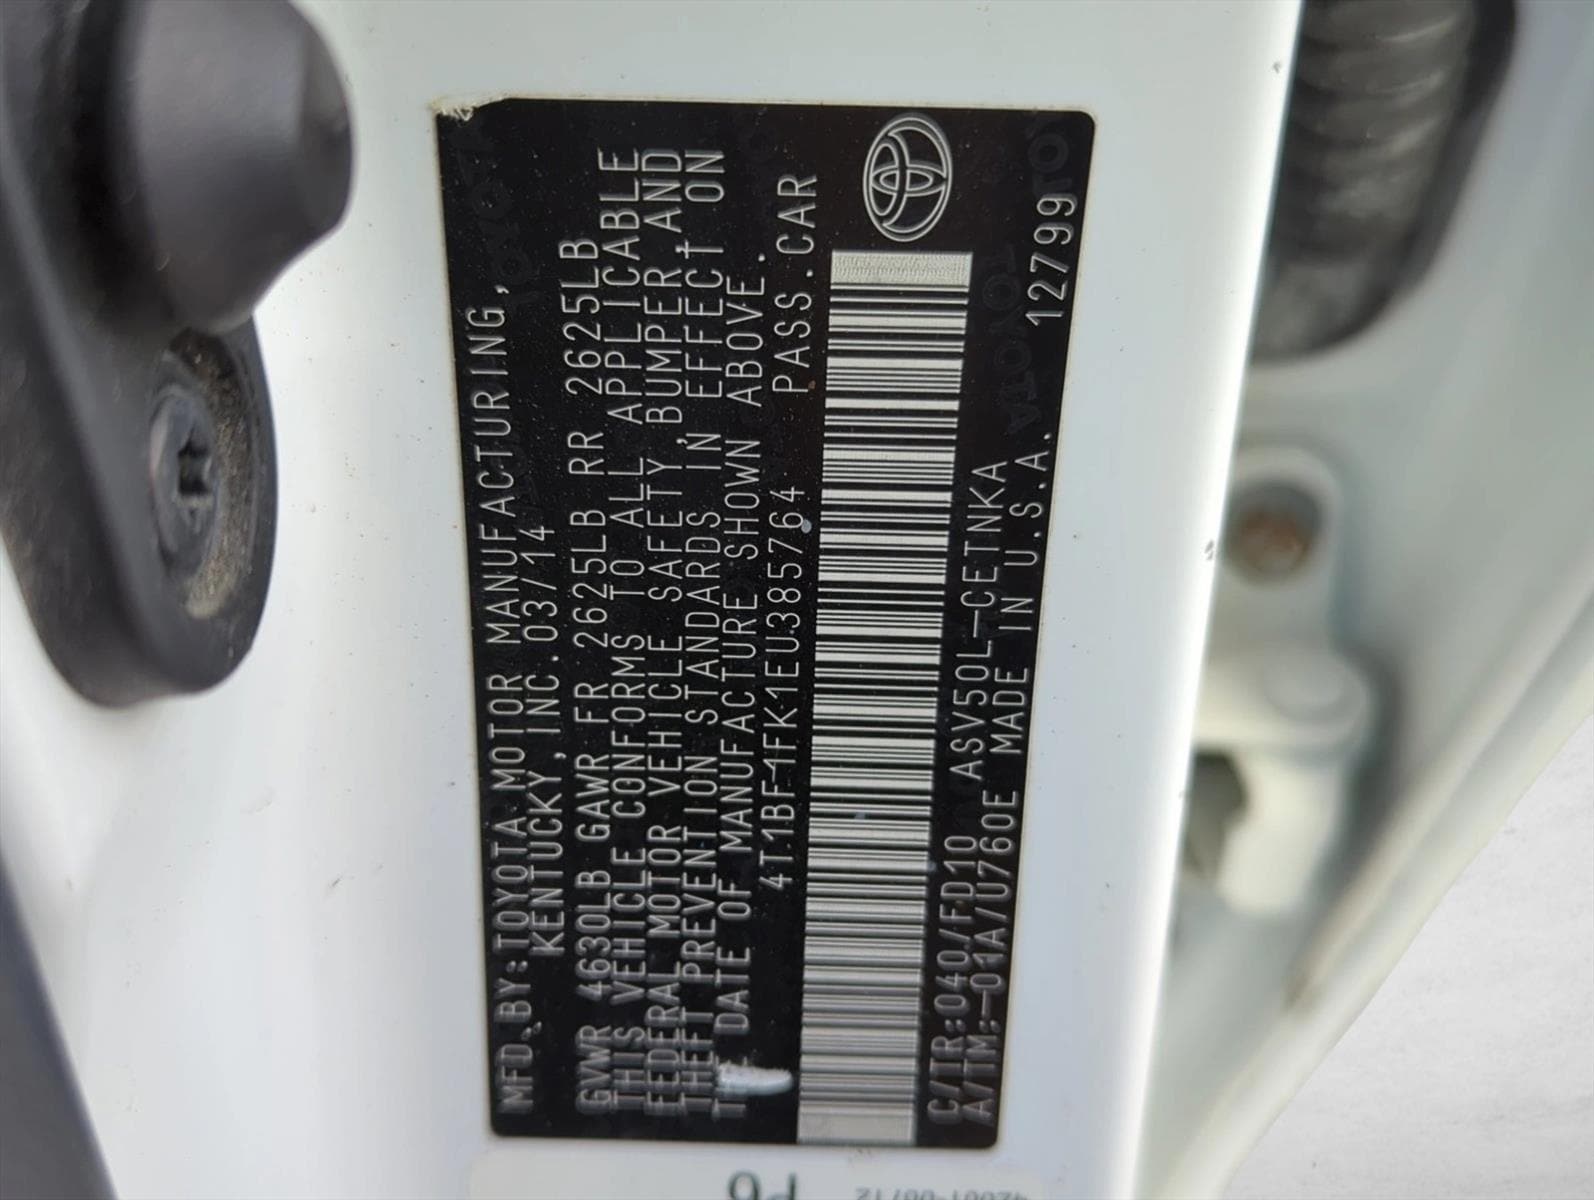 MFD.BY:TOYOTA MOTOR MANUFACTURING,
KENTUCKY,INC. 03/14
GVWR 4630LB GAWR FR 2625LB RR 2625LB
THIS VEHICLE CONFORMS TO ALL APPLICABLE
FEDERAL MOTOR VEHICLE SAFETY,BUMPER,AND
THEFT PREVENTION STANDARDS IN EFFECT ON
THE DATE OF MANUFACTURE SHOWN ABOVE.
4T1BF1FK1EU385764 PASS.CAR
C/TR:040/FD10 ASV50L-CETNKA
A/TM:-01A/U760E MADE IN U.S.A. 12799
TOYOTA